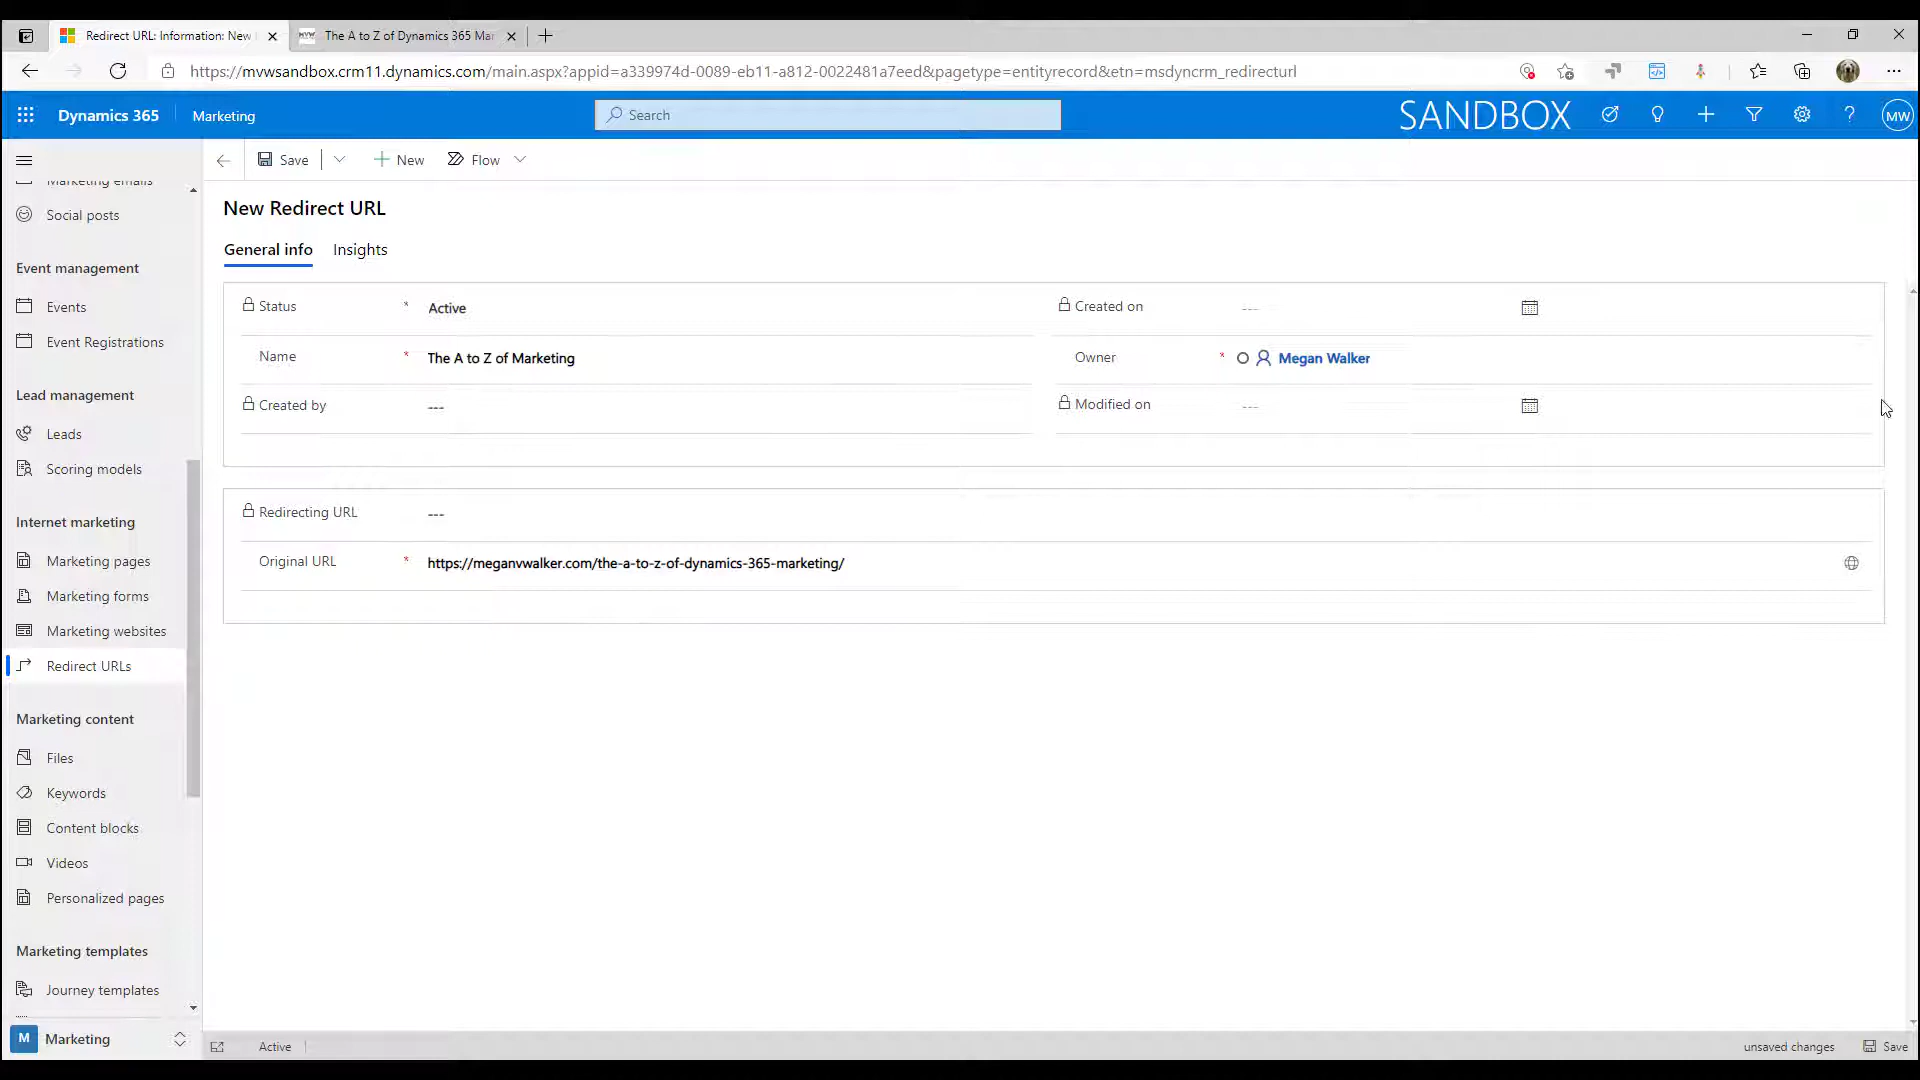 Redirect URL: Information: New
The A to Z of Dynamics 365 Mar
https://mvwsandbox.crm11.dynamics.com/main.aspx?appid=a339974d-0089-eb11-a812-0022481a7eed&pagetype=entityrecord&etn=msdyncrm_redirecturl
Dynamics 365
Marketing
Search
SANDBOX
MW
Save
New
Flow
Marketing emails
Social posts
Event management
Events
Event Registrations
Lead management
Leads
Scoring models
Internet marketing
Marketing pages
Marketing forms
Marketing websites
Redirect URLs
Marketing content
Files
Keywords
Content blocks
Videos
Personalized pages
Marketing templates
Journey templates
M Marketing
New Redirect URL
General info
Insights
Status * Active
Created on ---
Name * The A to Z of Marketing
Owner * Megan Walker
Created by ---
Modified on ---
Redirecting URL ---
Original URL * https://meganvwalker.com/the-a-to-z-of-dynamics-365-marketing/
Active
unsaved changes
Save